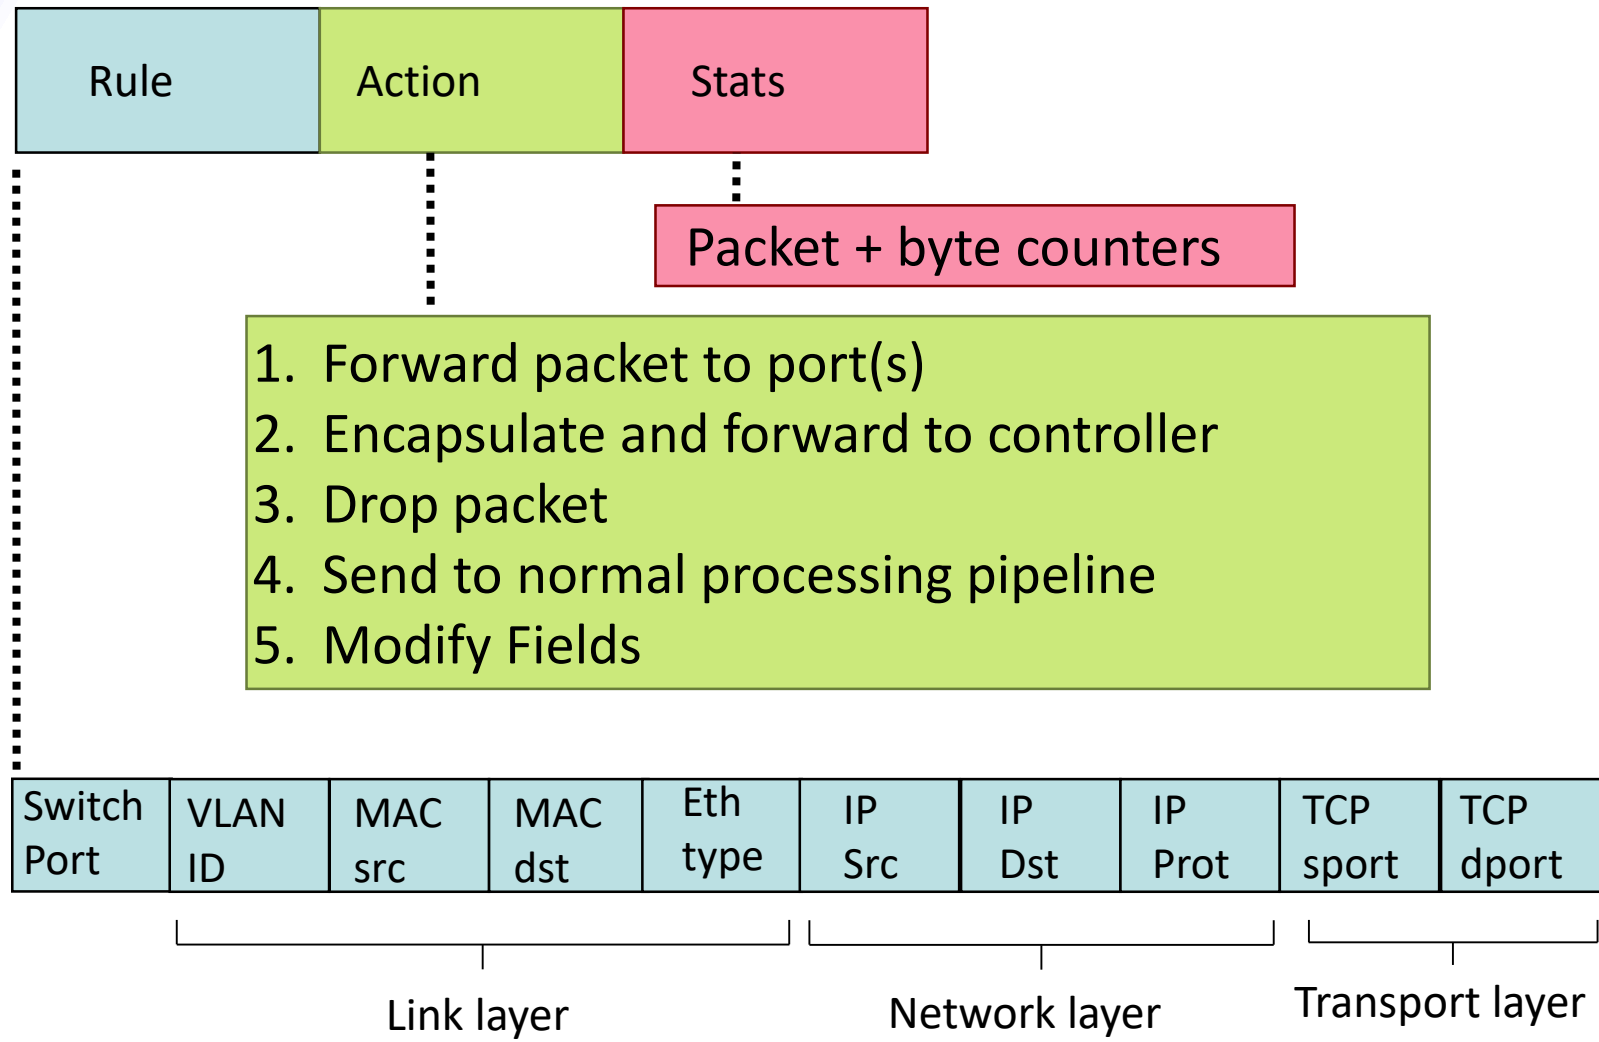 Rule
Action
Stats
Packet + byte counters
1. Forward packet to port(s)
2. Encapsulate and forward to controller
3. Drop packet
4. Send to normal processing pipeline
5. Modify Fields
Switch
Port
VLAN
ID
MAC
src
MAC
dst
Eth
type
IP
Src
IP
Dst
IP
Prot
TCP
sport
TCP
dport
Link layer
Network layer
Transport layer